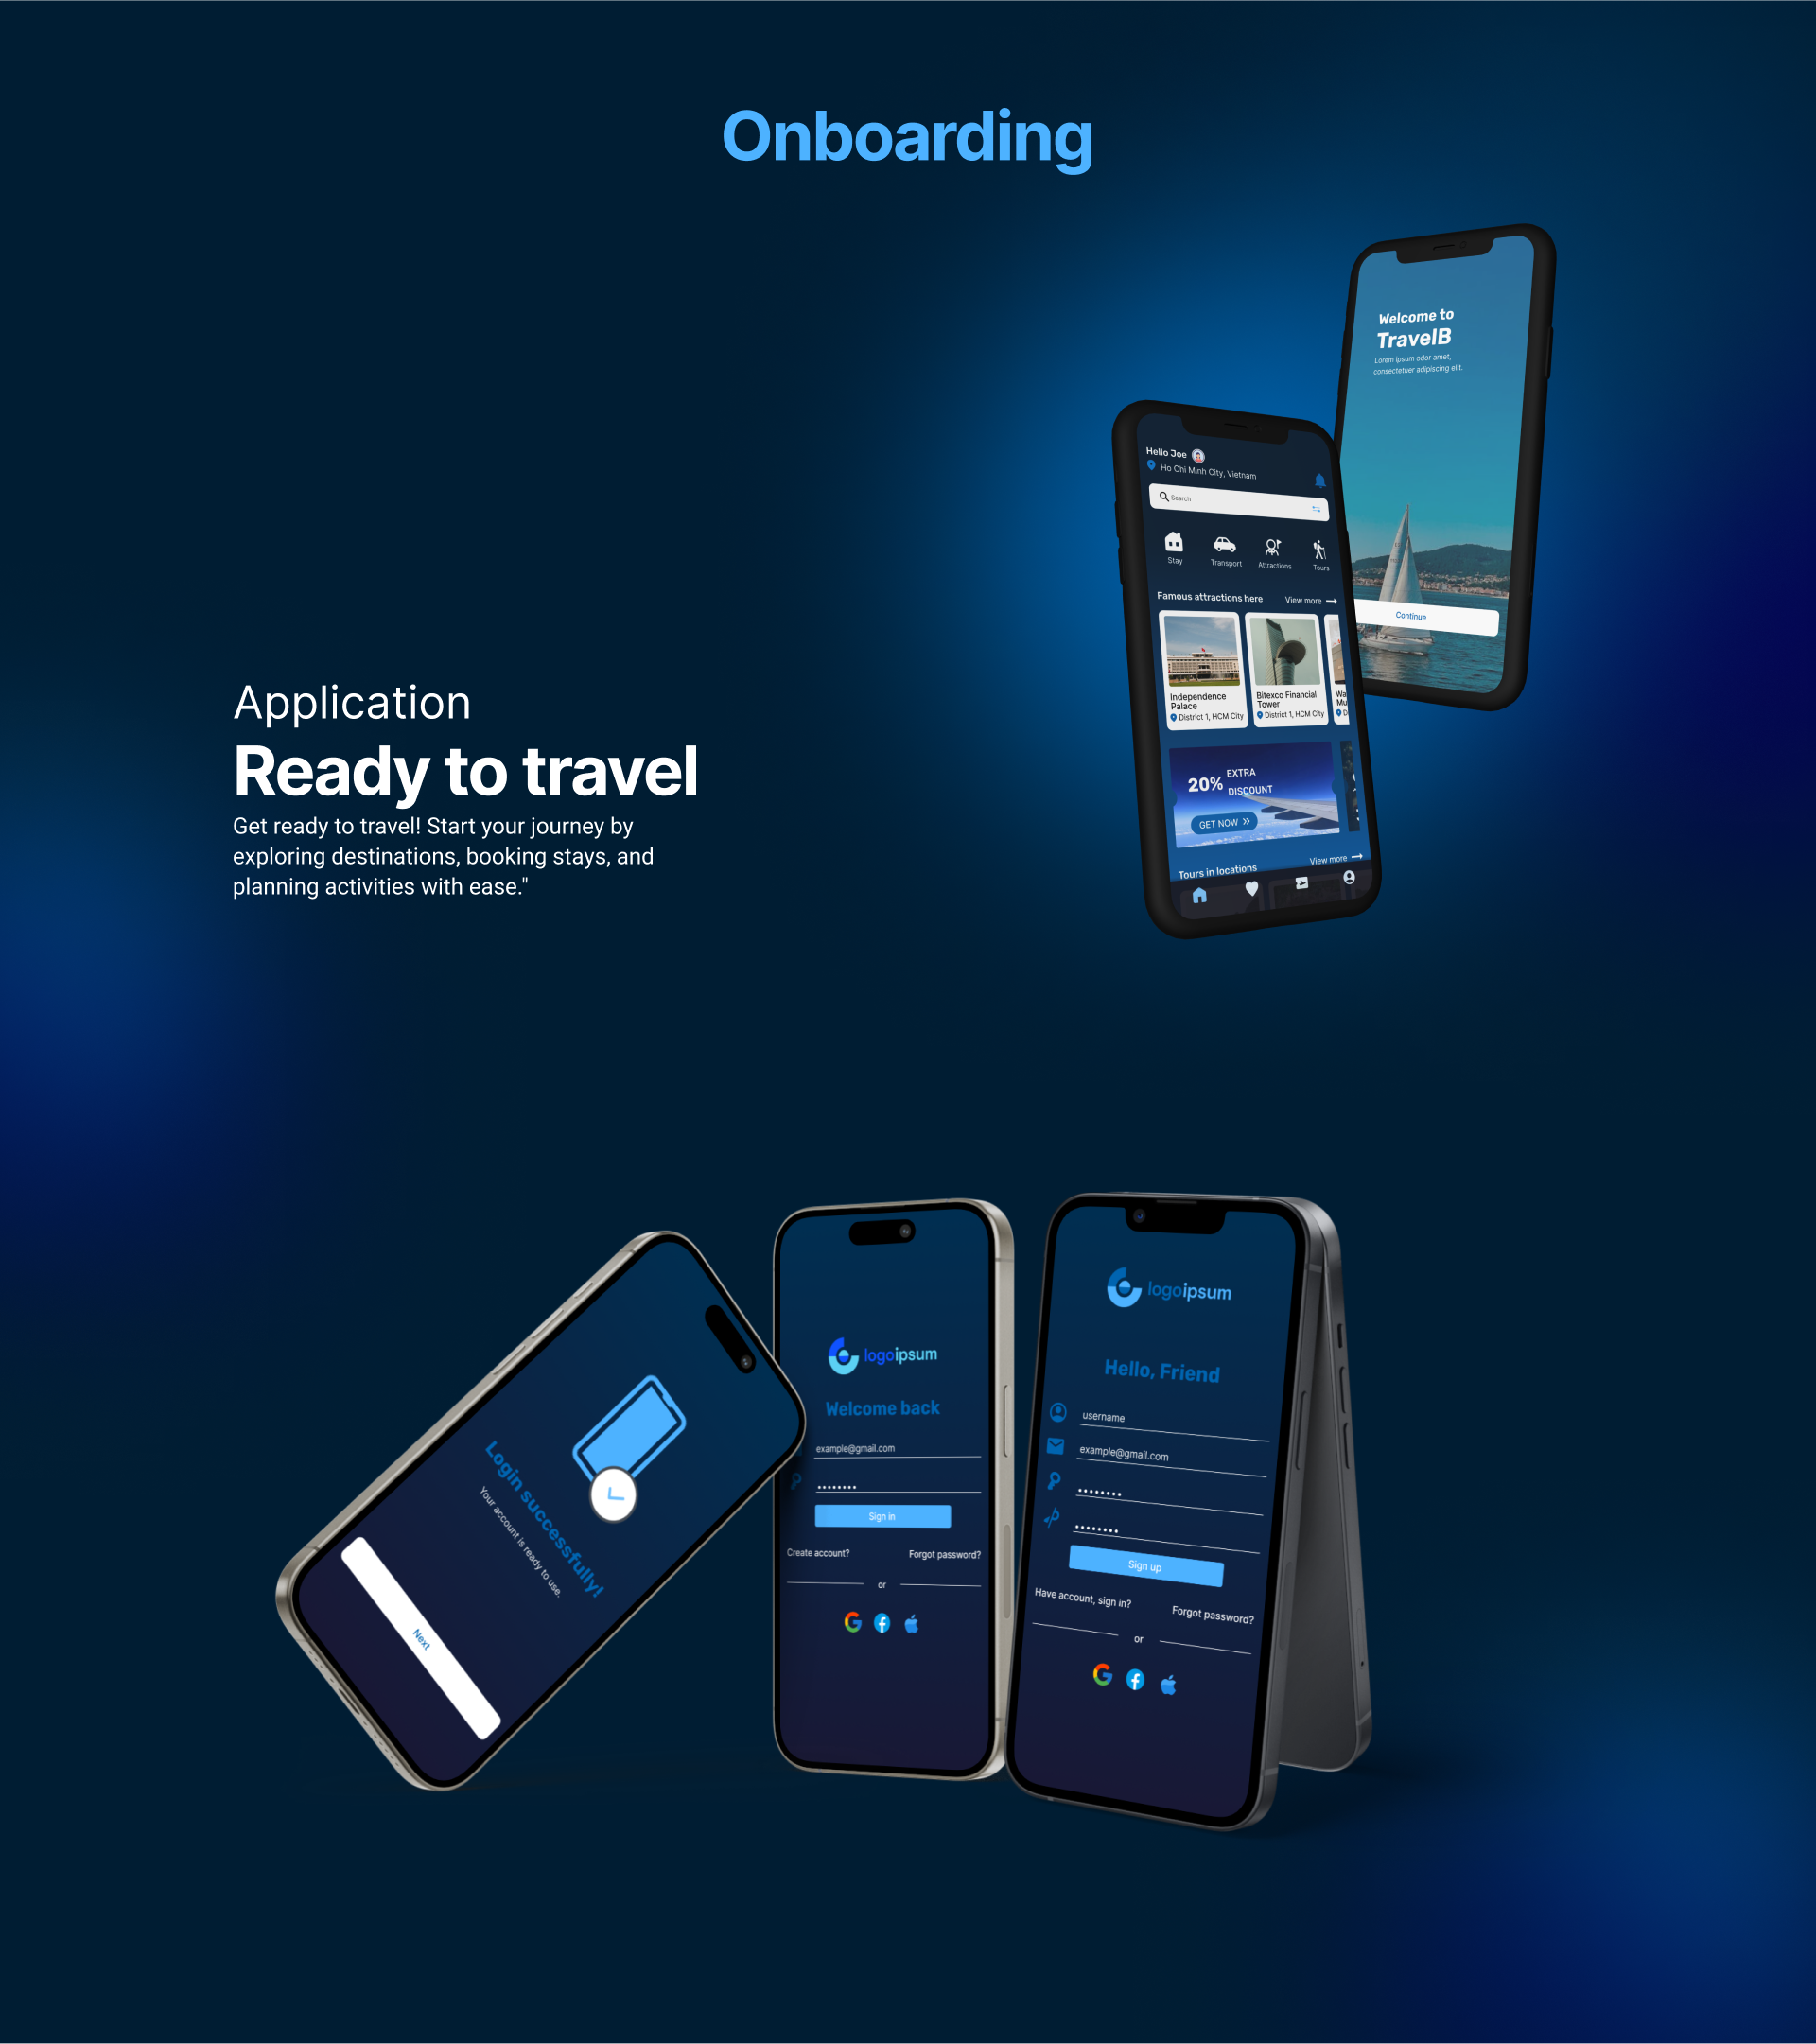 Onboarding
Welcome to
TravelB
Lorem ipsum odor amet,
consectetuer adipiscing elit.
Continue
Hello Joe
Ho Chi Minh City, Vietnam
Search
Stay
Transport
Attractions
Tours
Famous attractions here
View more
Independence
Palace
District 1, HCM City
Bitexco Financial
Tower
District 1, HCM City
20% EXTRA
DISCOUNT
GET NOW
Tours in locations
View more
Application
Ready to travel
Get ready to travel! Start your journey by
exploring destinations, booking stays, and
planning activities with ease."
Login successfully!
Your account is ready to use.
Next
logoipsum
Welcome back
example@gmail.com
Sign in
Create account?
Forgot password?
or
logoipsum
Hello, Friend
username
example@gmail.com
Sign up
Have account, sign in?
Forgot password?
or